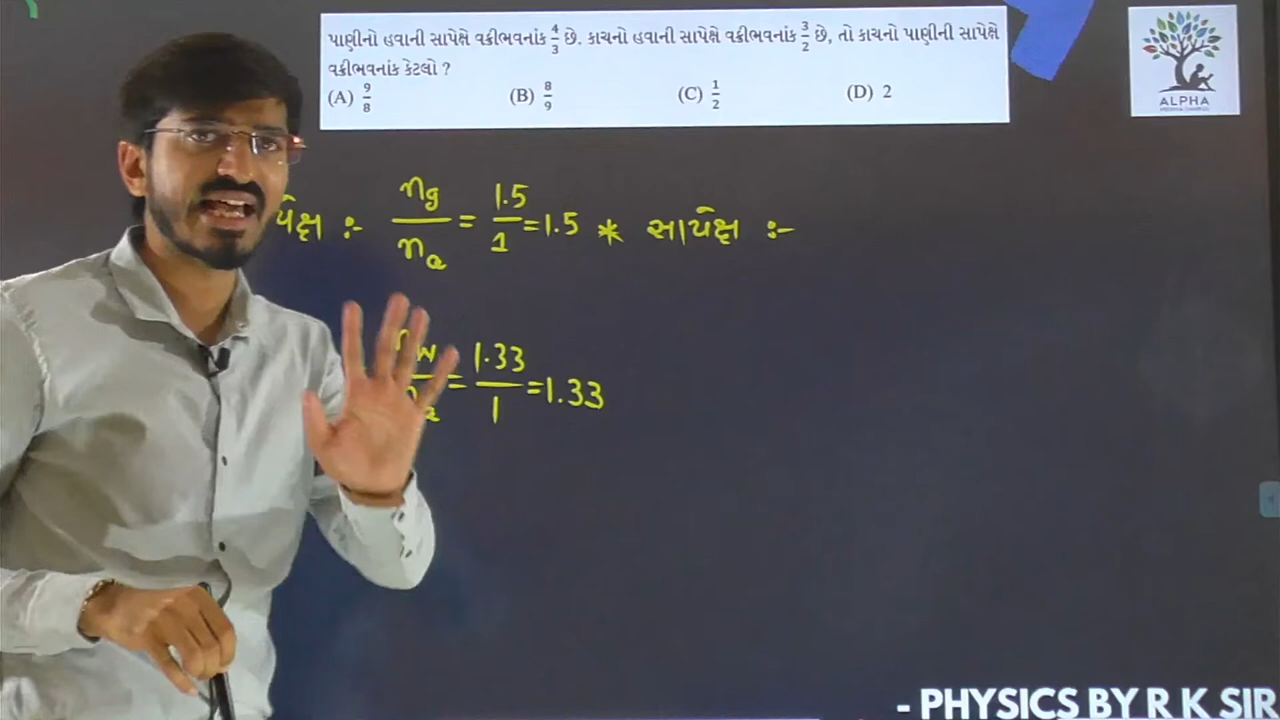 પાણીનો હવાની સાપેક્ષે વક્રીભવનાંક 4/3 છે. કાચનો હવાની સાપેક્ષે વક્રીભવનાંક 3/2 છે, તો કાચનો પાણીની સાપેક્ષે
વક્રીભવનાંક કેટલો ?
(A) 9/8 (B) 8/9 (C) 1/2 (D) 2
ALPHA
ng/na = 1.5/1 = 1.5 * સાપેક્ષ :-
= 1.33/1 = 1.33
- PHYSICS BY R K SIR